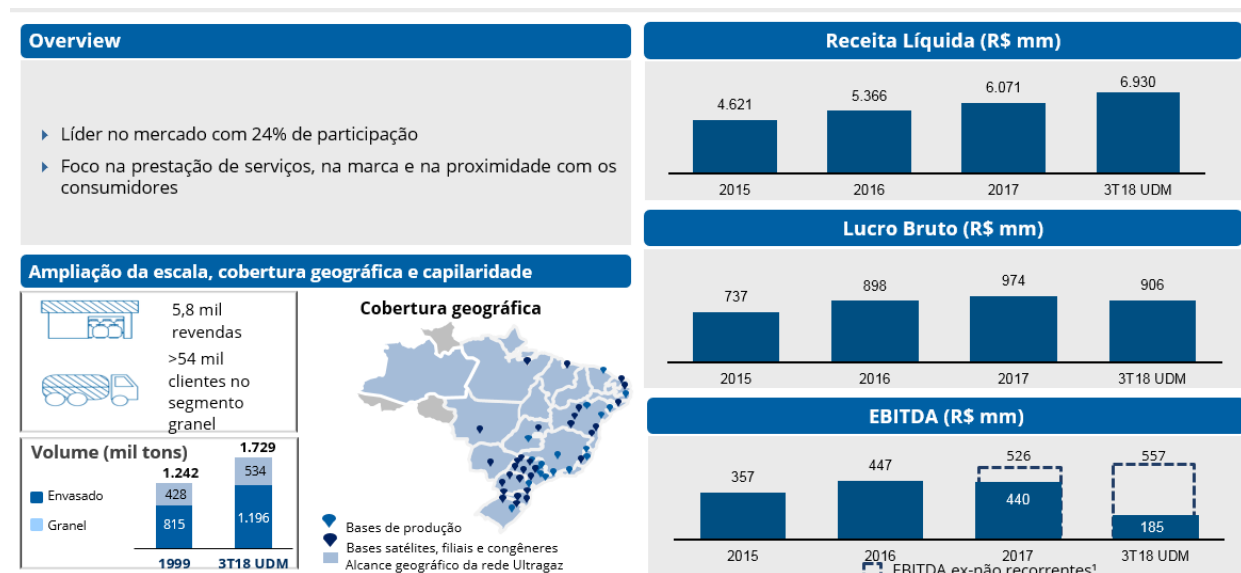 Overview
Líder no mercado com 24% de participação
Foco na prestação de serviços, na marca e na proximidade com os
consumidores
Ampliação da escala, cobertura geográfica e capilaridade
5,8 mil
revendas
>54 mil
clientes no
segmento
granel
Volume (mil tons)
1.242
1.729
428
534
815
1.196
Envasado
Granel
1999
3T18 UDM
Cobertura geográfica
Bases de produção
Bases satélites, filiais e congêneres
Alcance geográfico da rede Ultragaz
Receita Líquida (R$ mm)
4.621
5.366
6.071
6.930
2015
2016
2017
3T18 UDM
Lucro Bruto (R$ mm)
737
898
974
906
2015
2016
2017
3T18 UDM
EBITDA (R$ mm)
357
447
526
557
440
185
2015
2016
2017
3T18 UDM
EBITDA ex-não recorrentes¹